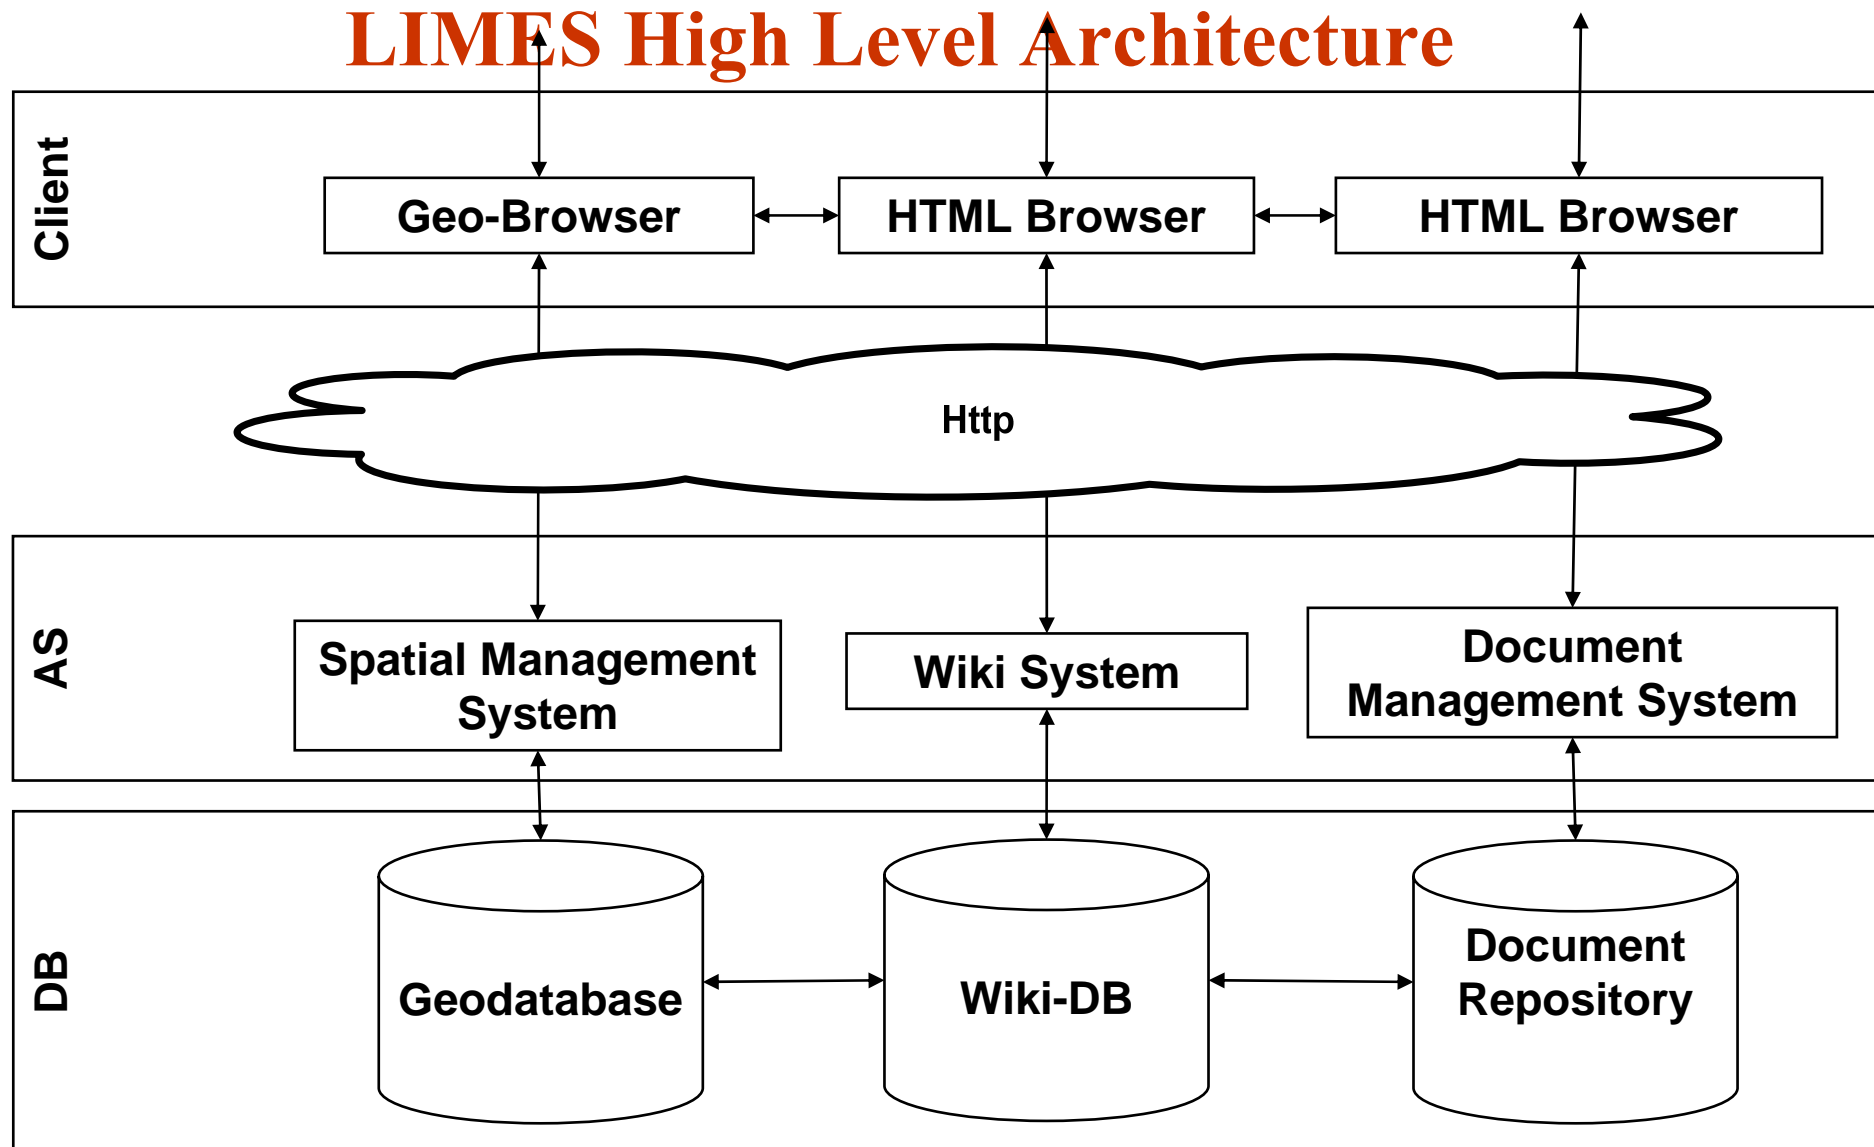 LIMES High Level Architecture
Client
Geo-Browser
HTML Browser
HTML Browser
Http
AS
Spatial Management
System
Wiki System
Document
Management System
DB
Geodatabase
Wiki-DB
Document
Repository